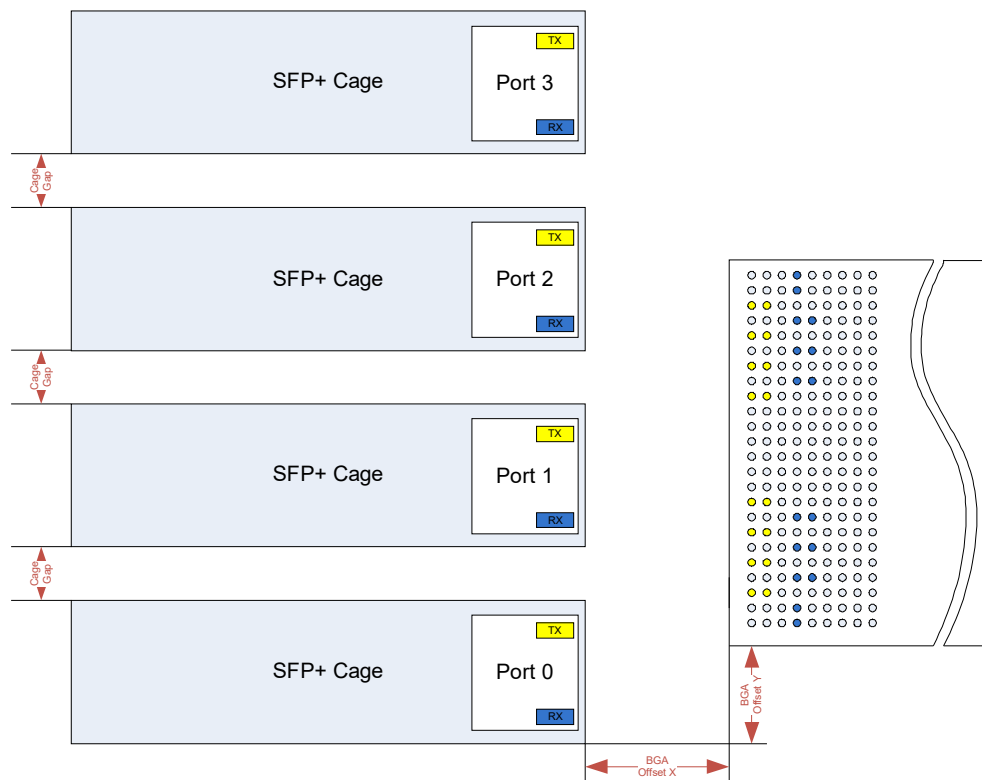 TX
SFP+ Cage
Port 3
RX
Cage
Gap
TX
SFP+ Cage
Port 2
RX
Cage
Gap
TX
SFP+ Cage
Port 1
RX
Cage
Gap
TX
SFP+ Cage
Port 0
RX
BGA
Offset Y
BGA
Offset X